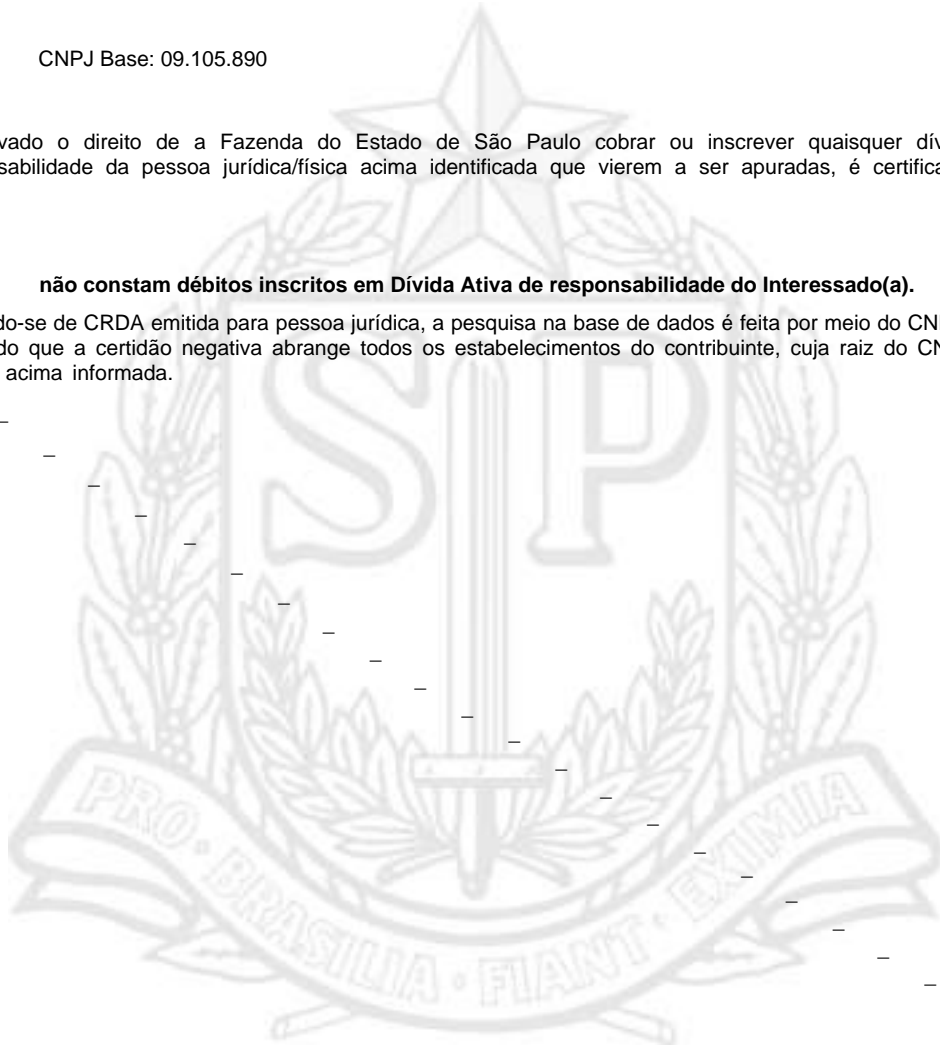 CNPJ Base: 09.105.890
vado o direito de a Fazenda do Estado de São Paulo cobrar ou inscrever quaisquer dív
sabilidade da pessoa jurídica/física acima identificada que vierem a ser apuradas, é certifica
não constam débitos inscritos em Dívida Ativa de responsabilidade do Interessado(a).
do-se de CRDA emitida para pessoa jurídica, a pesquisa na base de dados é feita por meio do CN
do que a certidão negativa abrange todos os estabelecimentos do contribuinte, cuja raiz do CN
acima informada.
SP
PRO · BRASILIA · FIANT · EXIMIA